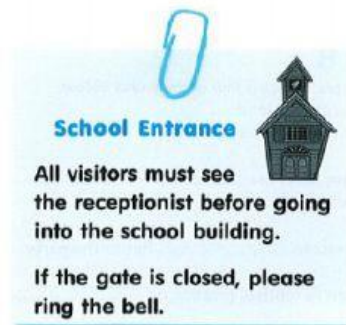 School Entrance
All visitors must see
the receptionist before going
into the school building.
If the gate is closed, please
ring the bell.